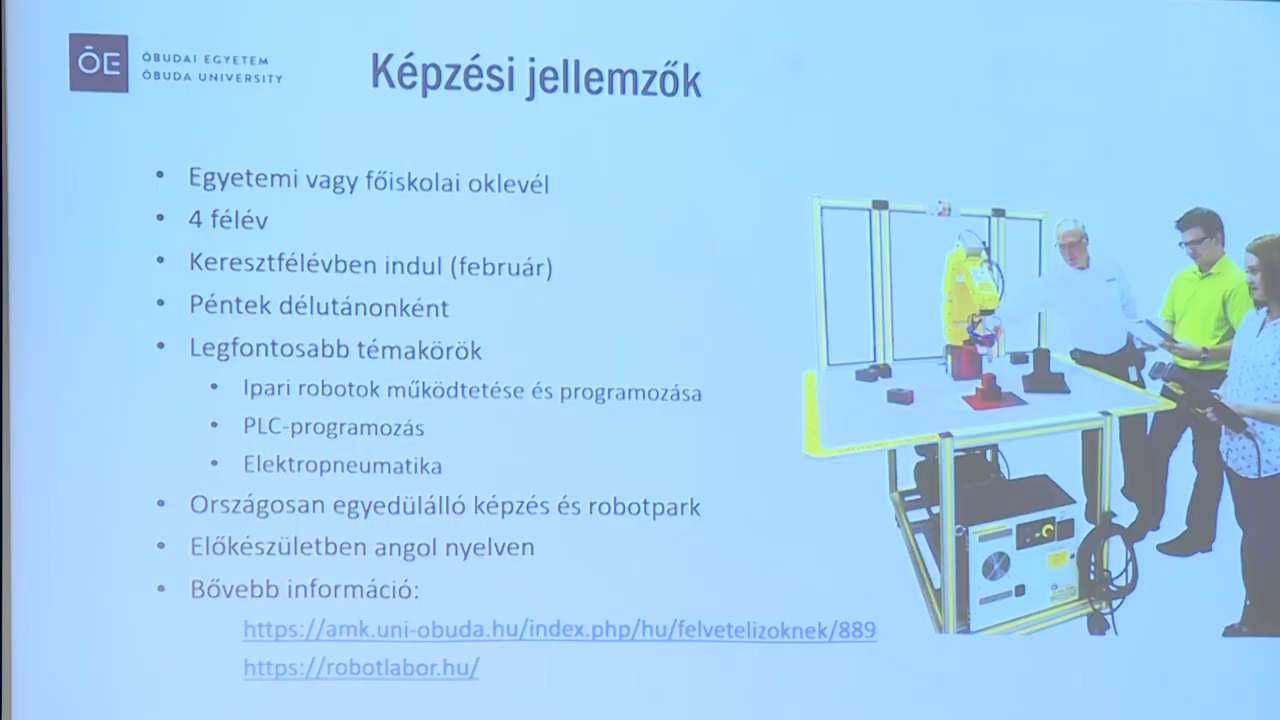 ŌE
ÓBUDAI EGYETEM
ÓBUDA UNIVERSITY
Képzési jellemzők
• Egyetemi vagy főiskolai oklevél
• 4 félév
• Keresztfélévben indul (február)
• Péntek délutánonként
• Legfontosabb témakörök
• Ipari robotok működtetése és programozása
• PLC-programozás
• Elektropneumatika
• Országosan egyedülálló képzés és robotpark
• Előkészületben angol nyelven
• Bővebb információ:
https://amk.uni-obuda.hu/index.php/hu/felvetelizoknek/889
https://robotlabor.hu/